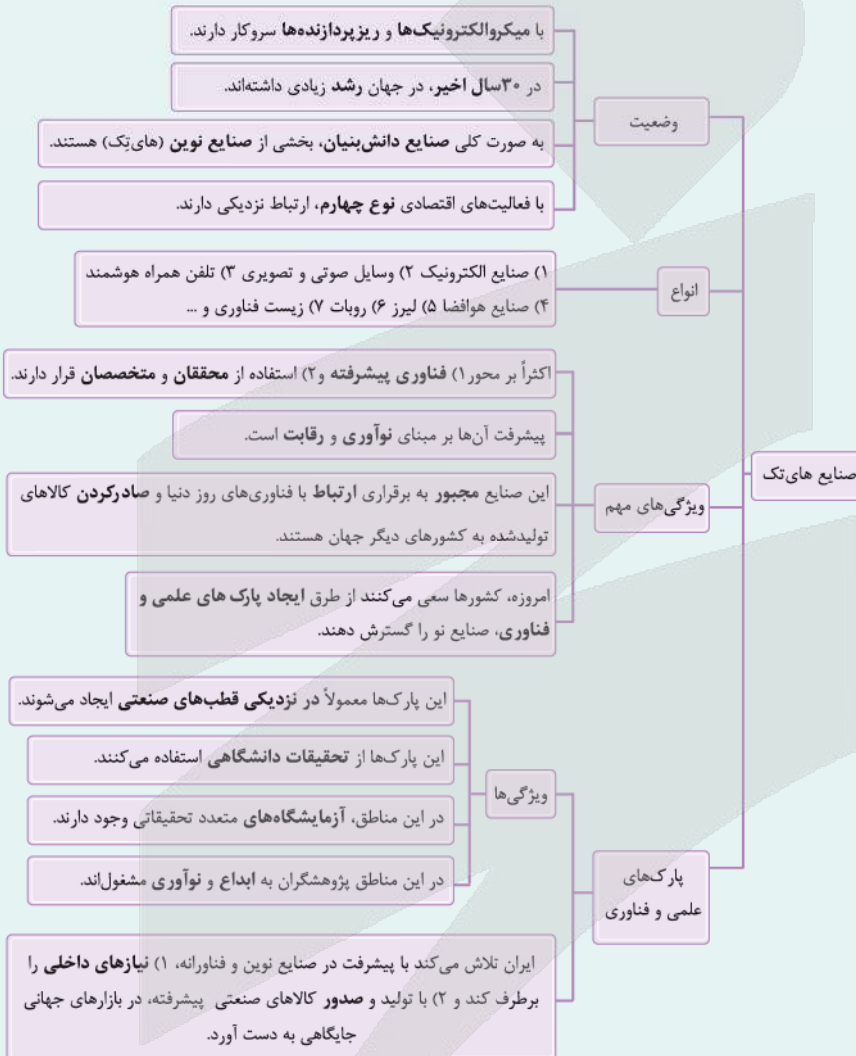 صنایع های‌تک
وضعیت
با میکروالکترونیک‌ها و ریزپردازنده‌ها سروکار دارند.
در ۳۰سال اخیر، در جهان رشد زیادی داشته‌اند.
به صورت کلی صنایع دانش‌بنیان، بخشی از صنایع نوین (های‌تِک) هستند.
با فعالیت‌های اقتصادی نوع چهارم، ارتباط نزدیکی دارند.
انواع
۱) صنایع الکترونیک ۲) وسایل صوتی و تصویری ۳) تلفن همراه هوشمند
۴) صنایع هوافضا ۵) لیرز ۶) روبات ۷) زیست فناوری و ...
ویژگی‌های مهم
اکثراً بر محور۱) فناوری پیشرفته و۲) استفاده از محققان و متخصصان قرار دارند.
پیشرفت آن‌ها بر مبنای نوآوری و رقابت است.
این صنایع مجبور به برقراری ارتباط با فناوری‌های روز دنیا و صادرکردن کالاهای
تولیدشده به کشورهای دیگر جهان هستند.
امروزه، کشورها سعی می‌کنند از طرق ایجاد پارک های علمی و
فناوری، صنایع نو را گسترش دهند.
پارک‌های
علمی و فناوری
ویژگی‌ها
این پارک‌ها معمولاً در نزدیکی قطب‌های صنعتی ایجاد می‌شوند.
این پارک‌ها از تحقیقات دانشگاهی استفاده می‌کنند.
در این مناطق، آزمایشگاه‌های متعدد تحقیقاتی وجود دارند.
در این مناطق پژوهشگران به ابداع و نوآوری مشغول‌اند.
ایران تلاش می‌کند با پیشرفت در صنایع نوین و فناورانه، ۱) نیازهای داخلی را
برطرف کند و ۲) با تولید و صدور کالاهای صنعتی پیشرفته، در بازارهای جهانی
جایگاهی به دست آورد.